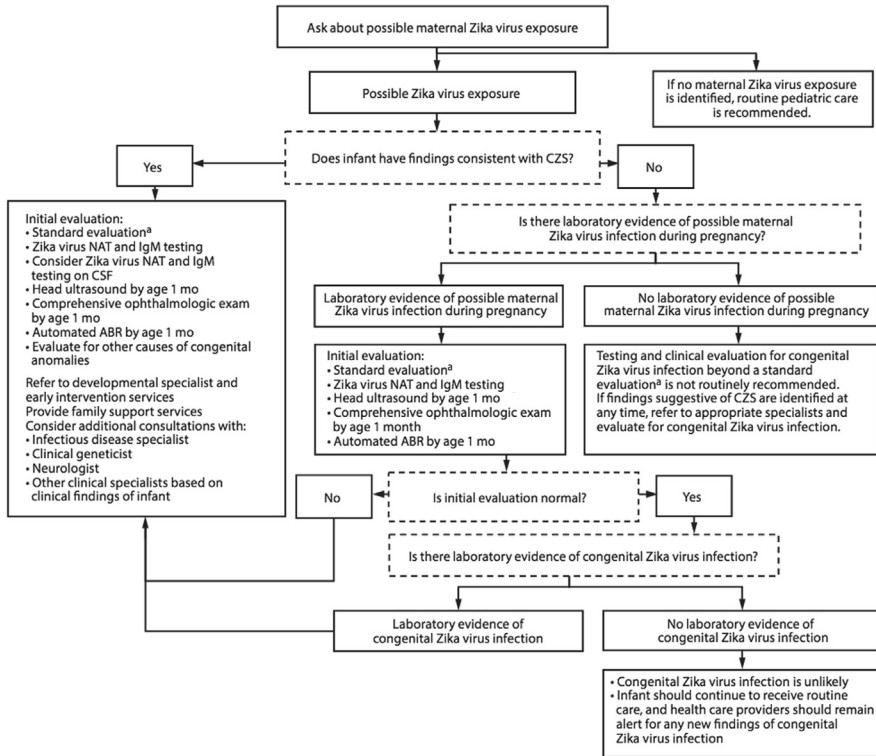 Ask about possible maternal Zika virus exposure
Possible Zika virus exposure
If no maternal Zika virus exposure
is identified, routine pediatric care
is recommended.
Does infant have findings consistent with CZS?
Yes
No
Initial evaluation:
• Standard evaluationᵃ
• Zika virus NAT and IgM testing
• Consider Zika virus NAT and IgM
testing on CSF
• Head ultrasound by age 1 mo
• Comprehensive ophthalmologic exam
by age 1 mo
• Automated ABR by age 1 mo
• Evaluate for other causes of congenital
anomalies
Refer to developmental specialist and
early intervention services
Provide family support services
Consider additional consultations with:
• Infectious disease specialist
• Clinical geneticist
• Neurologist
• Other clinical specialists based on
clinical findings of infant
Is there laboratory evidence of possible maternal
Zika virus infection during pregnancy?
Laboratory evidence of possible maternal
Zika virus infection during pregnancy
No laboratory evidence of possible
maternal Zika virus infection during pregnancy
Initial evaluation:
• Standard evaluationᵃ
• Zika virus NAT and IgM testing
• Head ultrasound by age 1 mo
• Comprehensive ophthalmologic exam
by age 1 month
• Automated ABR by age 1 mo
Testing and clinical evaluation for congenital
Zika virus infection beyond a standard
evaluationᵃ is not routinely recommended.
If findings suggestive of CZS are identified at
any time, refer to appropriate specialists and
evaluate for congenital Zika virus infection.
No
Is initial evaluation normal?
Yes
Is there laboratory evidence of congenital Zika virus infection?
Laboratory evidence of
congenital Zika virus infection
No laboratory evidence of
congenital Zika virus infection
• Congenital Zika virus infection is unlikely
• Infant should continue to receive routine
care, and health care providers should remain
alert for any new findings of congenital
Zika virus infection